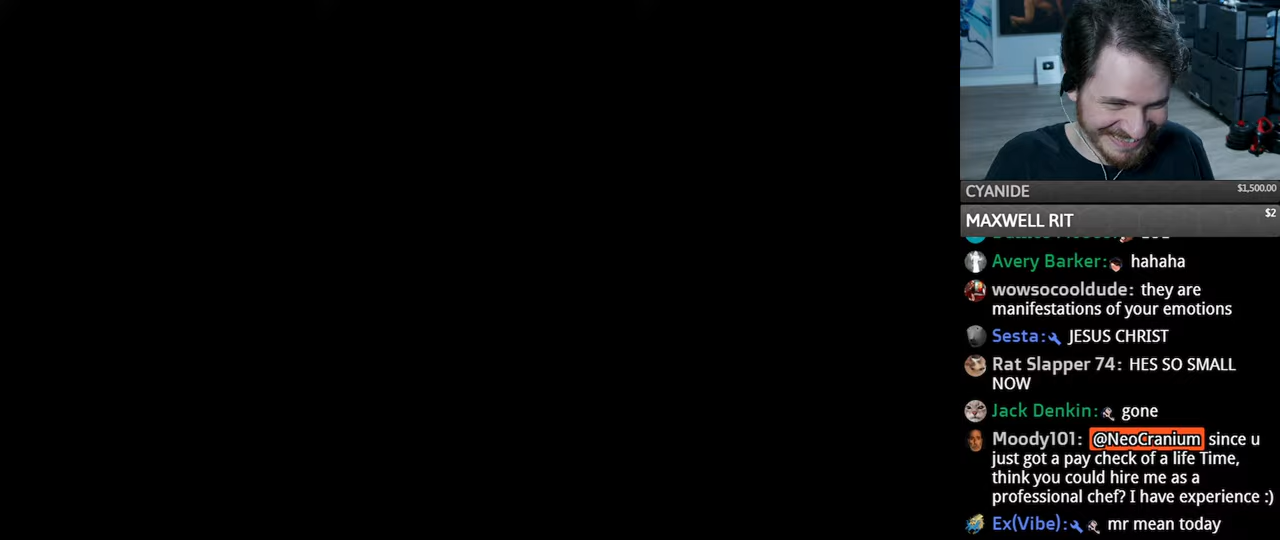 CYANIDE $1,500.00
MAXWELL RIT $2
Avery Barker: hahaha
wowsocooldude: they are
manifestations of your emotions
Sesta: JESUS CHRIST
Rat Slapper 74: HES SO SMALL
NOW
Jack Denkin: gone
Moody101: @NeoCranium since u
just got a pay check of a life Time,
think you could hire me as a
professional chef? I have experience :)
Ex(Vibe): mr mean today